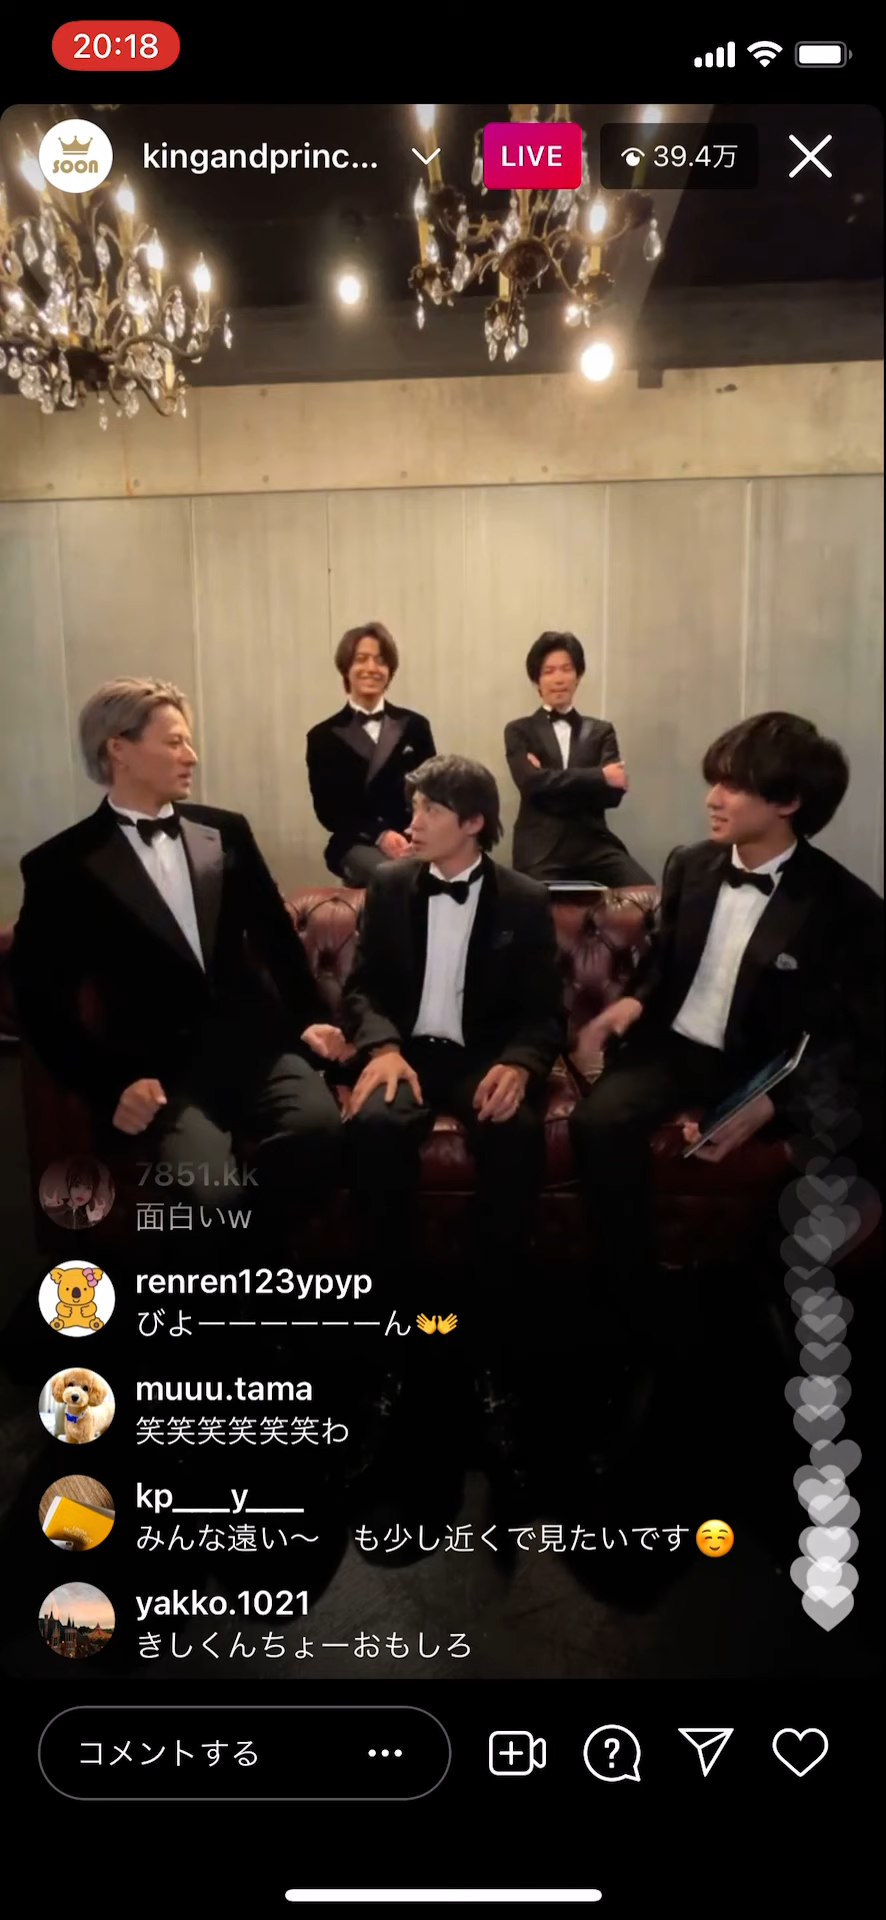 20:18
SOON
kingandprinc...
LIVE
39.4万
7851.kk
面白いw
renren123ypyp
びよーーーーーーん👐
muuu.tama
笑笑笑笑笑笑わ
kp___y___
みんな遠い〜　も少し近くで見たいです☺️
yakko.1021
きしくんちょーおもしろ
コメントする